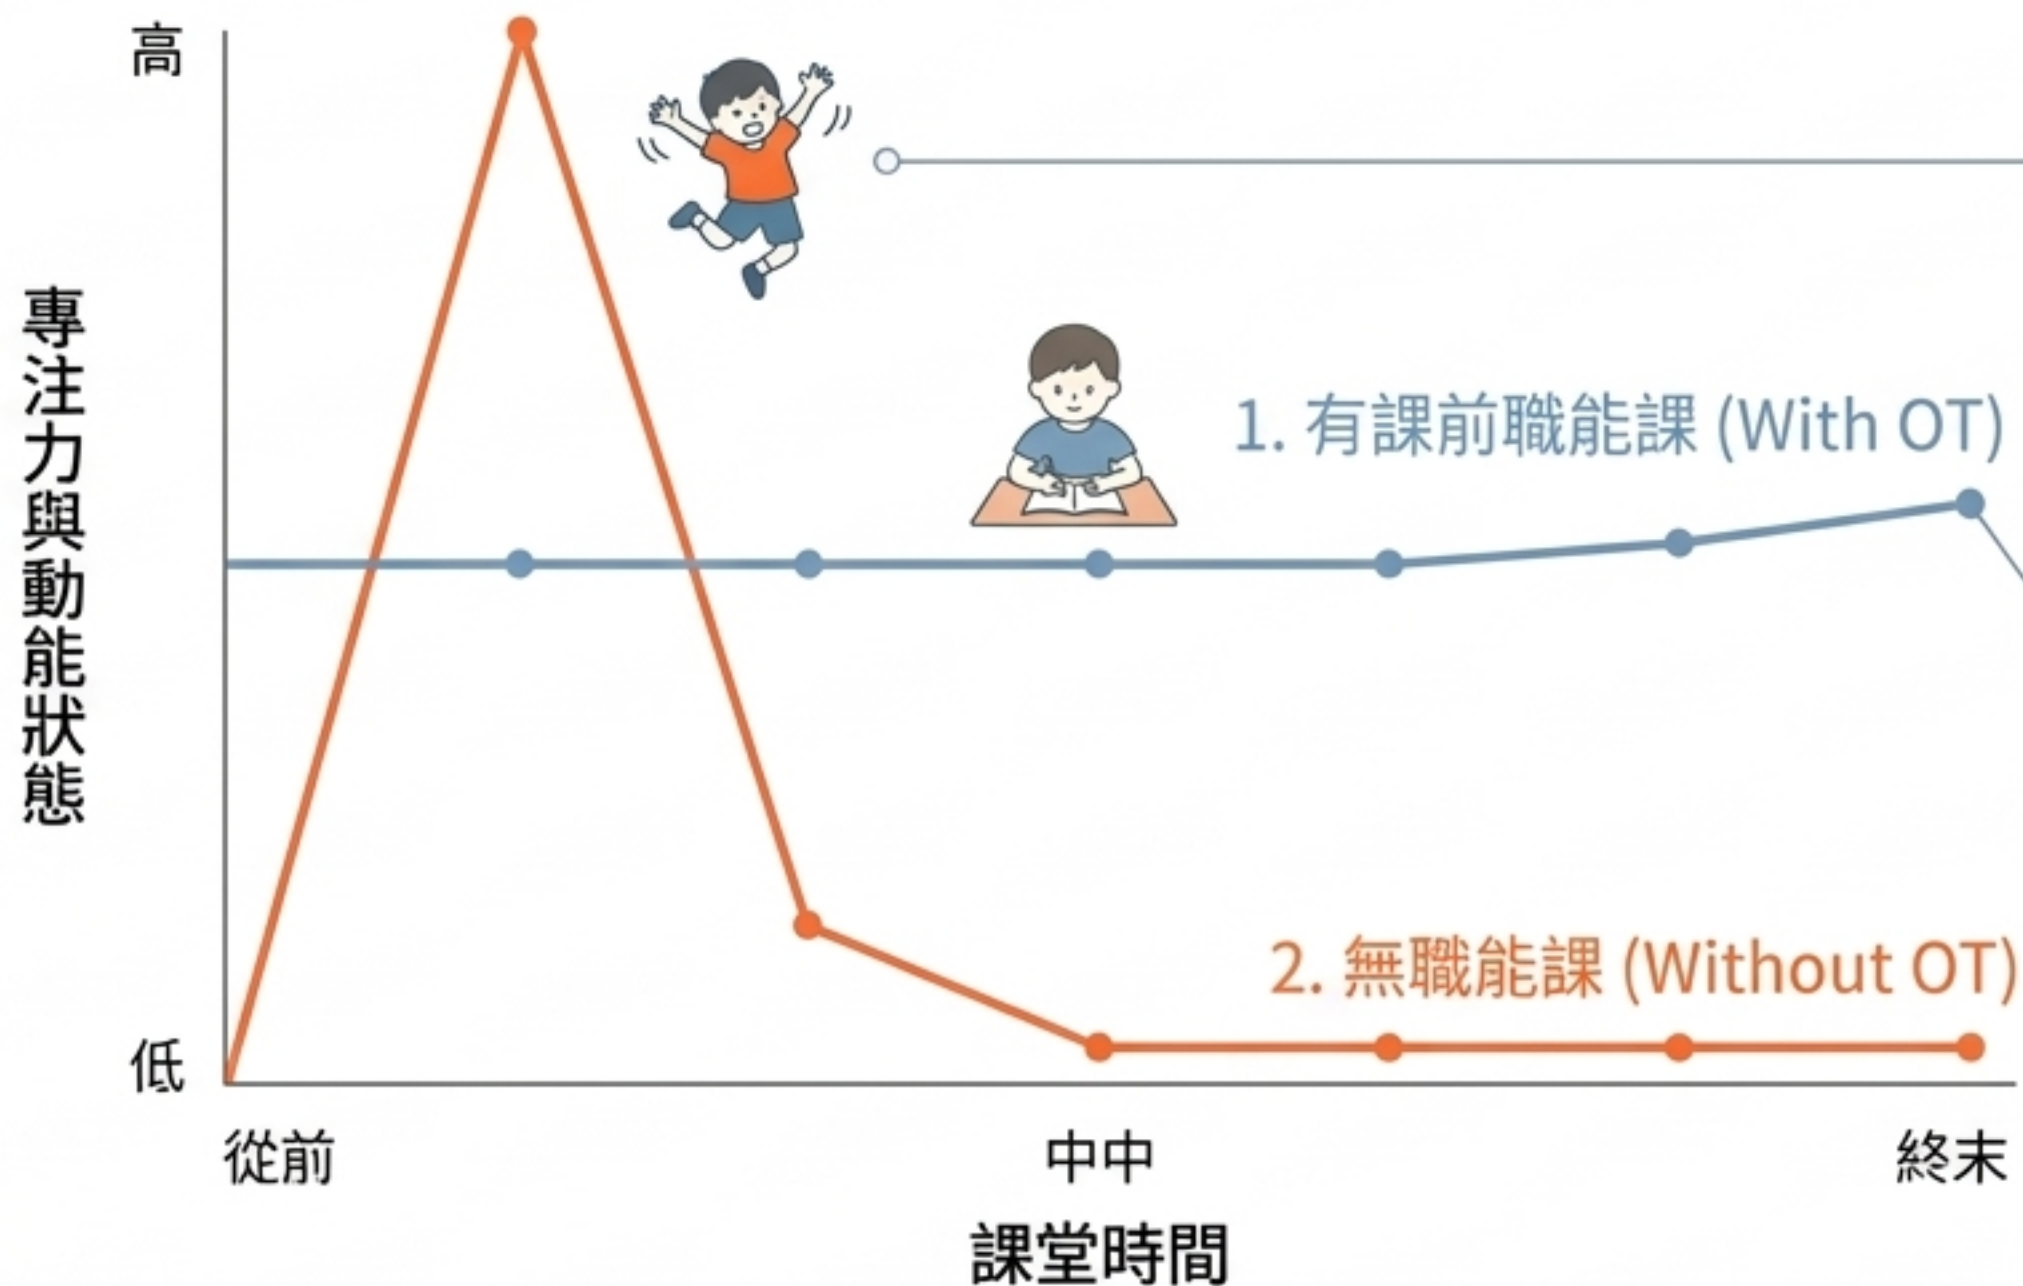 高
專注力與動能狀態
1. 有課前職能課 (With OT)
2. 無職能課 (Without OT)
低
從前
中中
終末
課堂時間